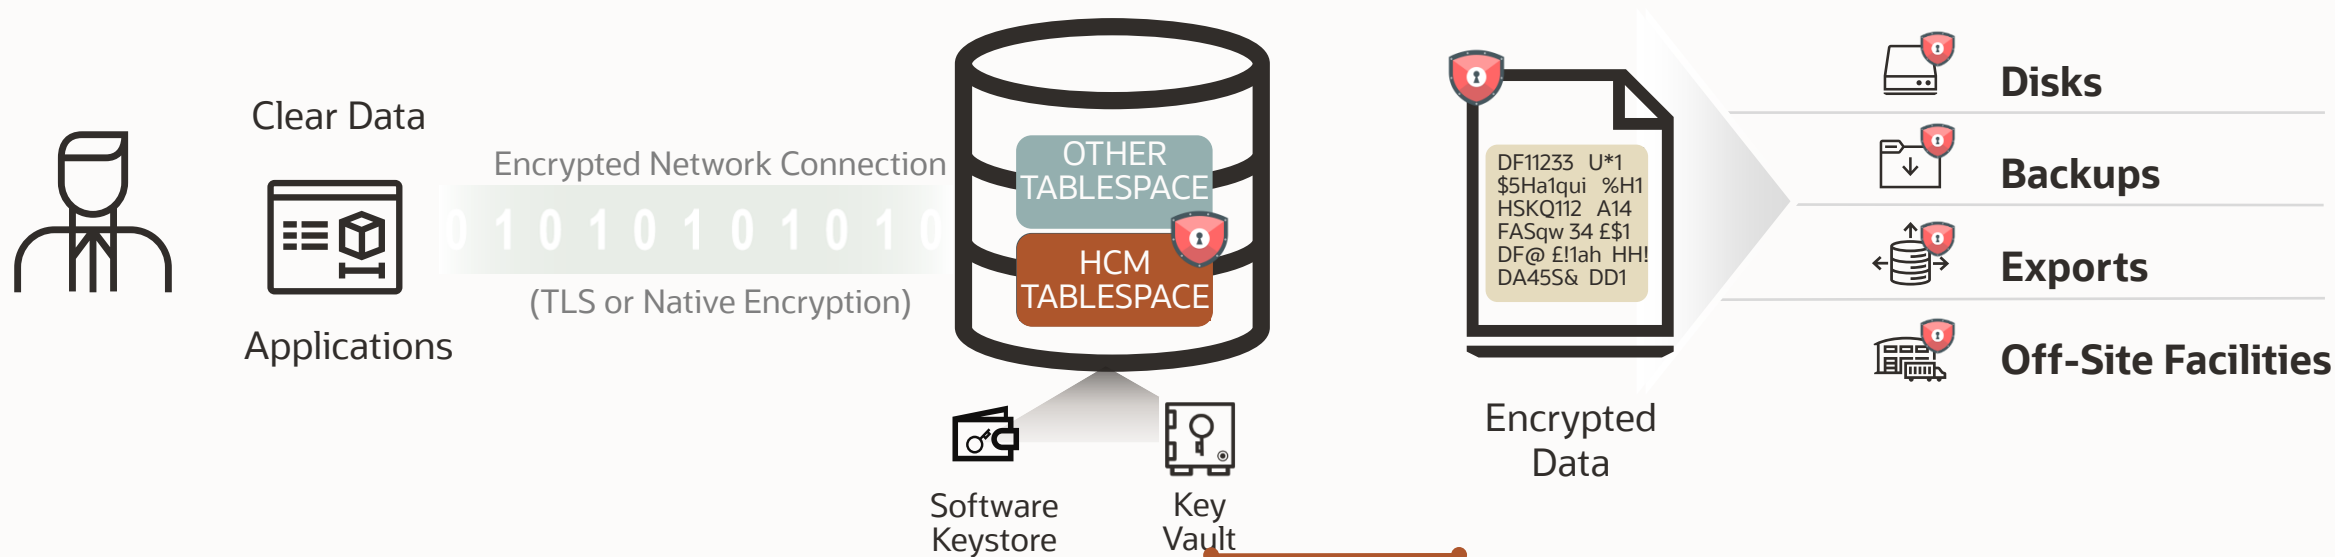 Clear Data
Applications
Encrypted Network Connection
0 1 0 1 0 1 0 1 0 1 0
(TLS or Native Encryption)
OTHER
TABLESPACE
HCM
TABLESPACE
Software
Keystore
Key
Vault
DF11233 U*1
$5Ha1qui %H1
HSKQ112 A14
FASqw 34 £$1
DF@ £!1ah HH!
DA45S& DD1
Encrypted
Data
Disks
Backups
Exports
Off-Site Facilities